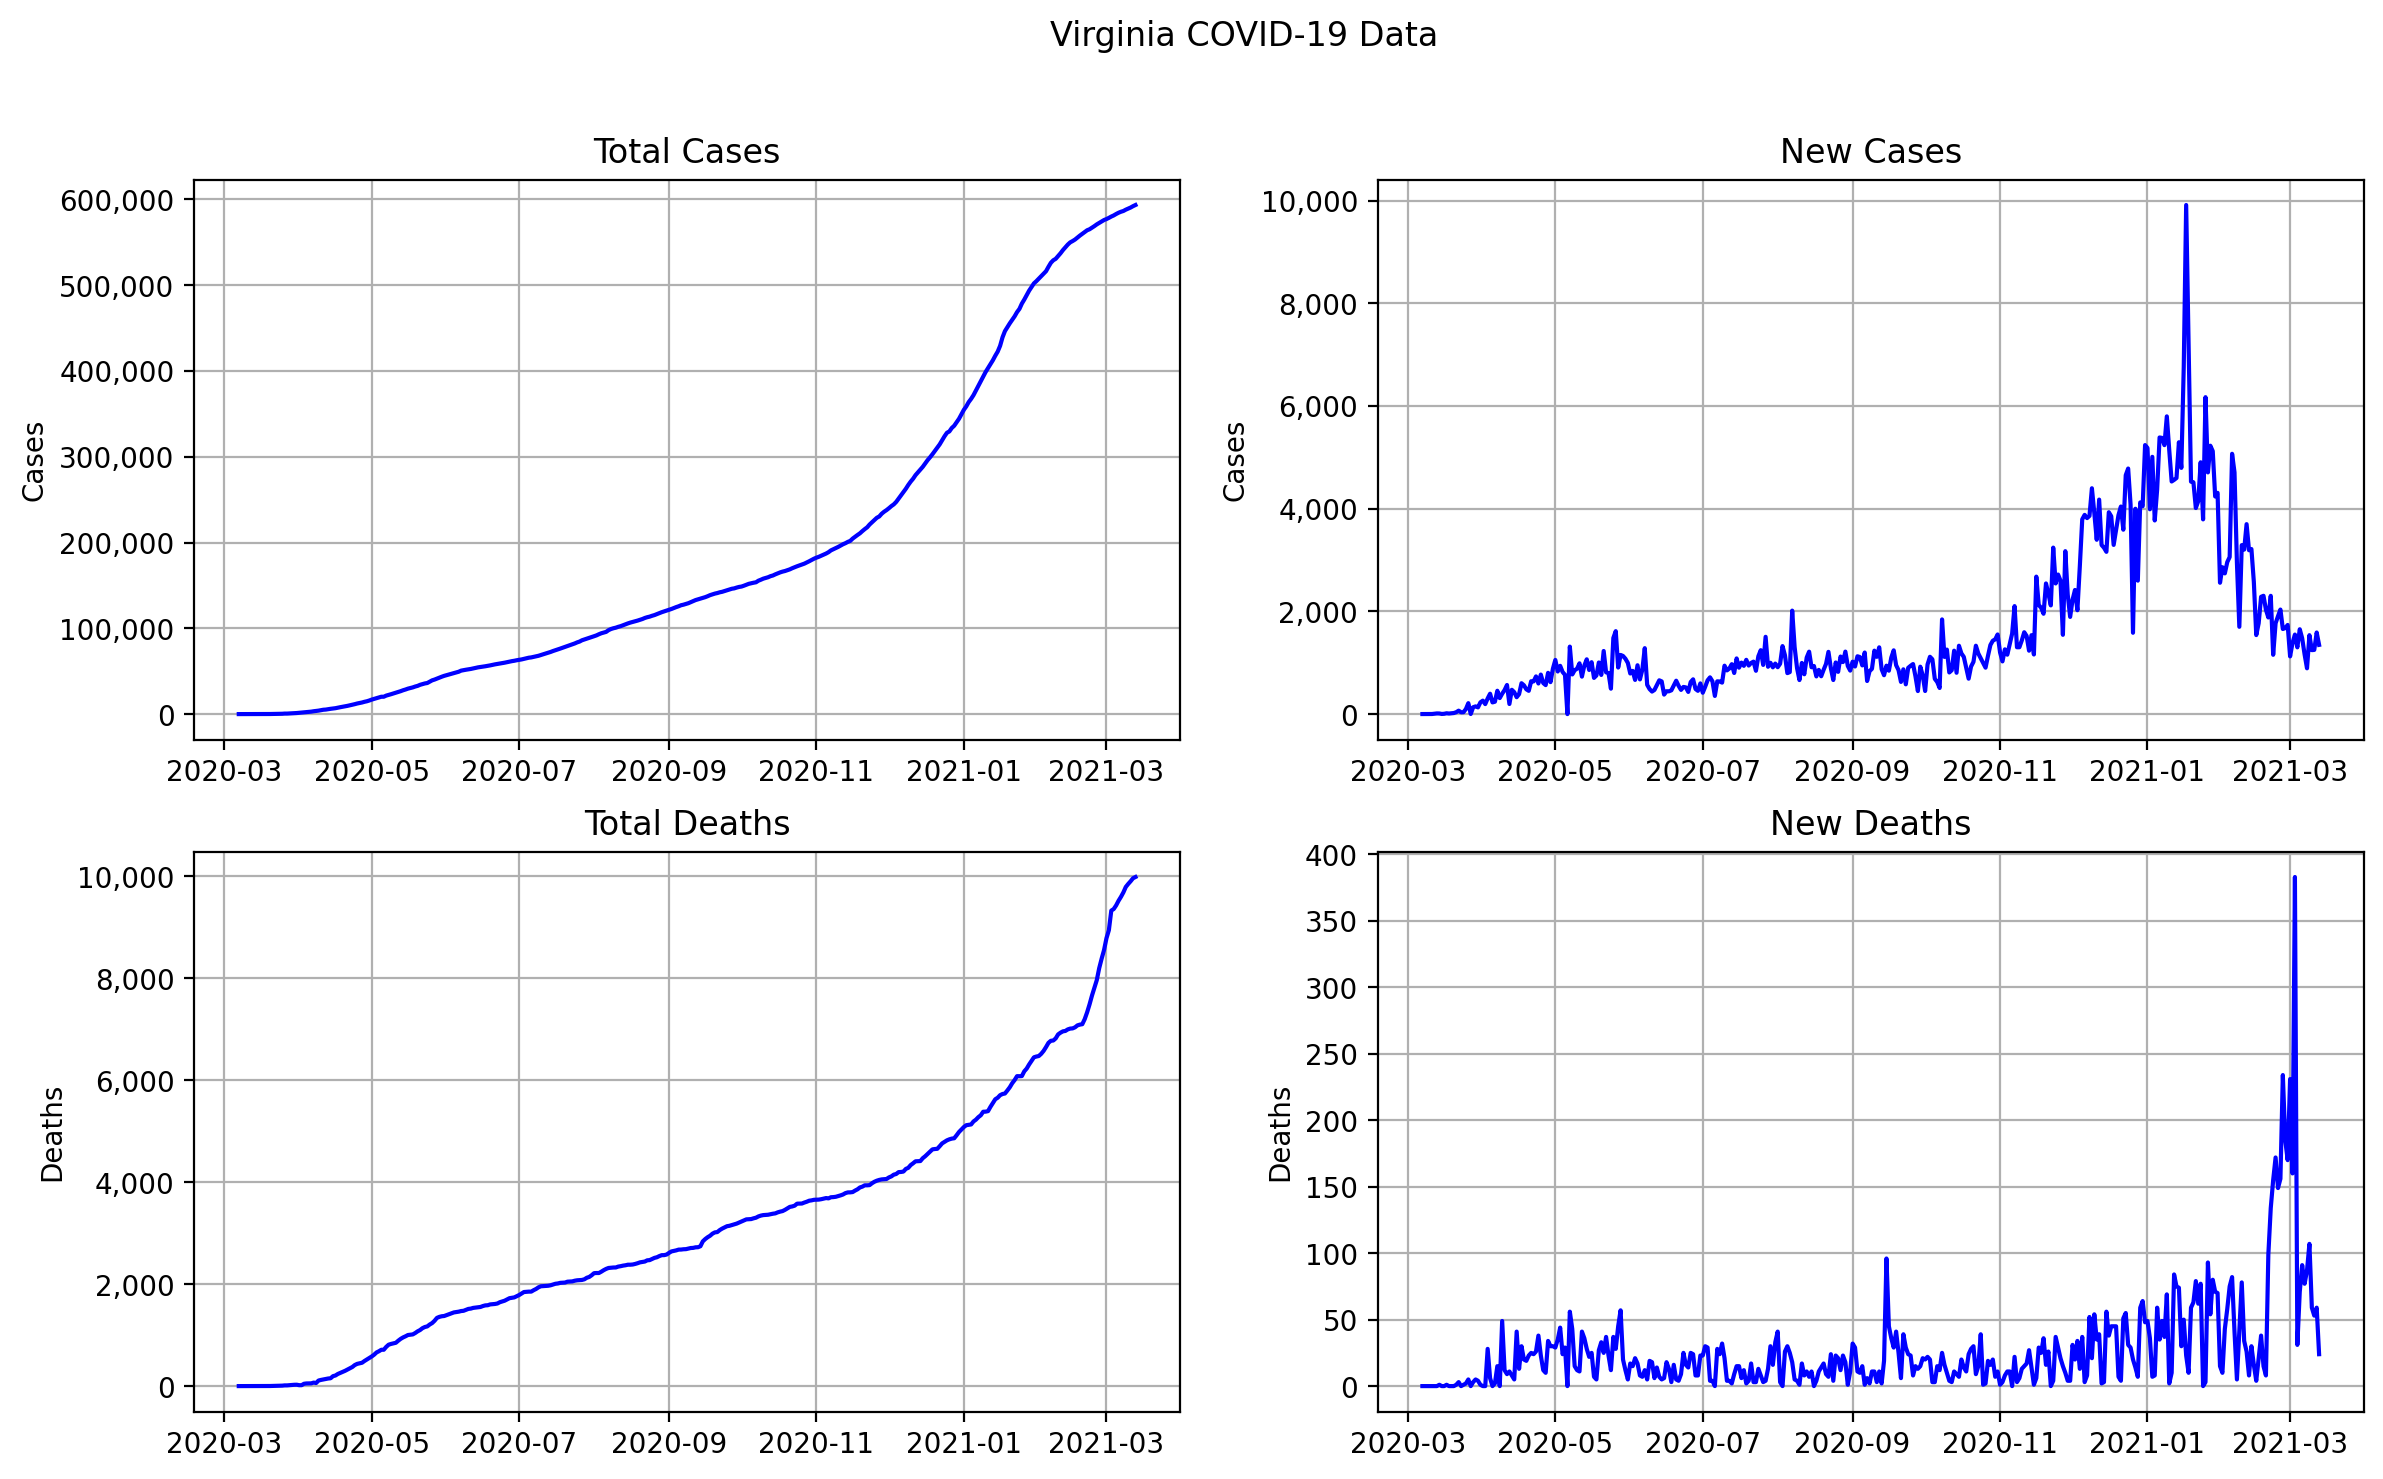 Virginia COVID-19 Data
Total Cases
Cases
600,000
500,000
400,000
300,000
200,000
100,000
0
2020-03 2020-05 2020-07 2020-09 2020-11 2021-01 2021-03
New Cases
Cases
10,000
8,000
6,000
4,000
2,000
0
2020-03 2020-05 2020-07 2020-09 2020-11 2021-01 2021-03
Total Deaths
Deaths
10,000
8,000
6,000
4,000
2,000
0
2020-03 2020-05 2020-07 2020-09 2020-11 2021-01 2021-03
New Deaths
Deaths
400
350
300
250
200
150
100
50
0
2020-03 2020-05 2020-07 2020-09 2020-11 2021-01 2021-03